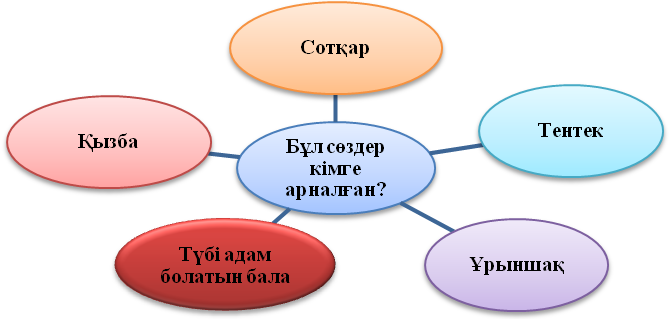 Сотқар
Қызба
Тентек
Бұл сөздер
кімге
арналған?
Түбі адам
болатын бала
Ұрыншақ